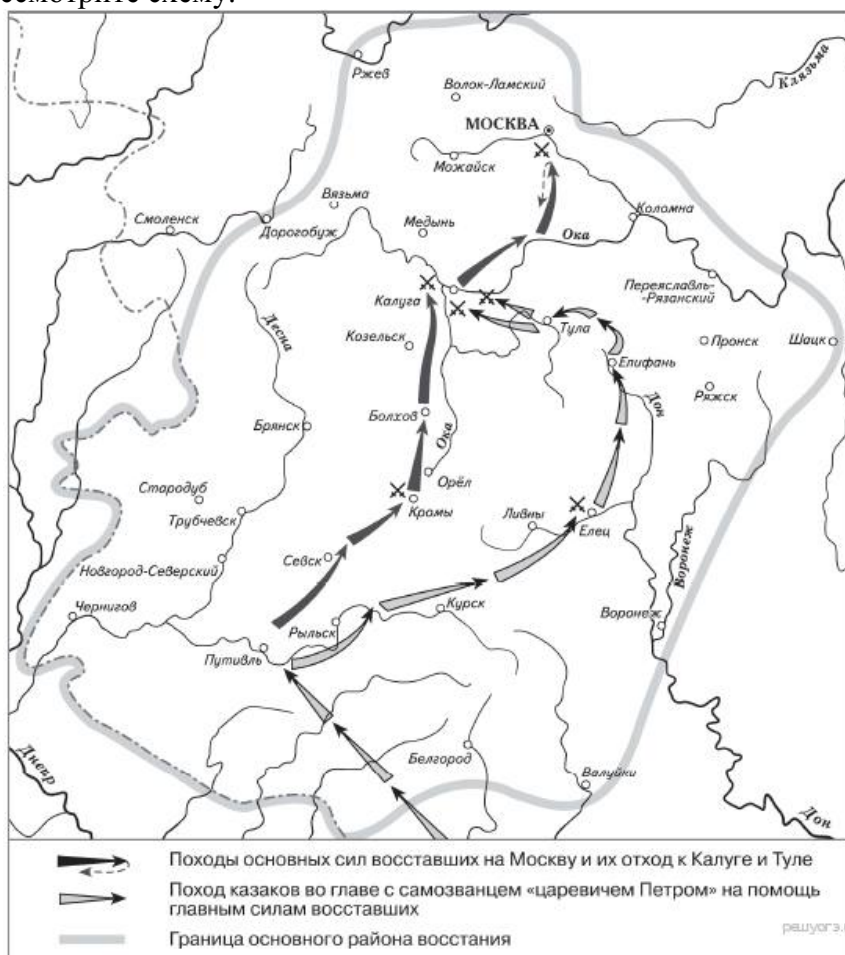 ссмотрите схему.
Ржев
Волок-Ламский
Клязьма
МОСКВА
Можайск
Вязьма
Смоленск
Дорогобуж
Медынь
Коломна
Ока
Калуга
Переяславль-
-Рязанский
Десна
Козельск
Тула
Пронск
Шацк
Епифань
Ряжск
Дон
Болхов
Брянск
Ока
Орёл
Стародуб
Кромы
Трубчевск
Ливны
Елец
Воронеж
Севск
Новгород-Северский
Чернигов
Курск
Рыльск
Воронеж
Путивль
Днепр
Белгород
Валуйки
Дон
Походы основных сил восставших на Москву и их отход к Калуге и Туле
Поход казаков во главе с самозванцем «царевичем Петром» на помощь
главным силам восставших
Граница основного района восстания
решуогэ.